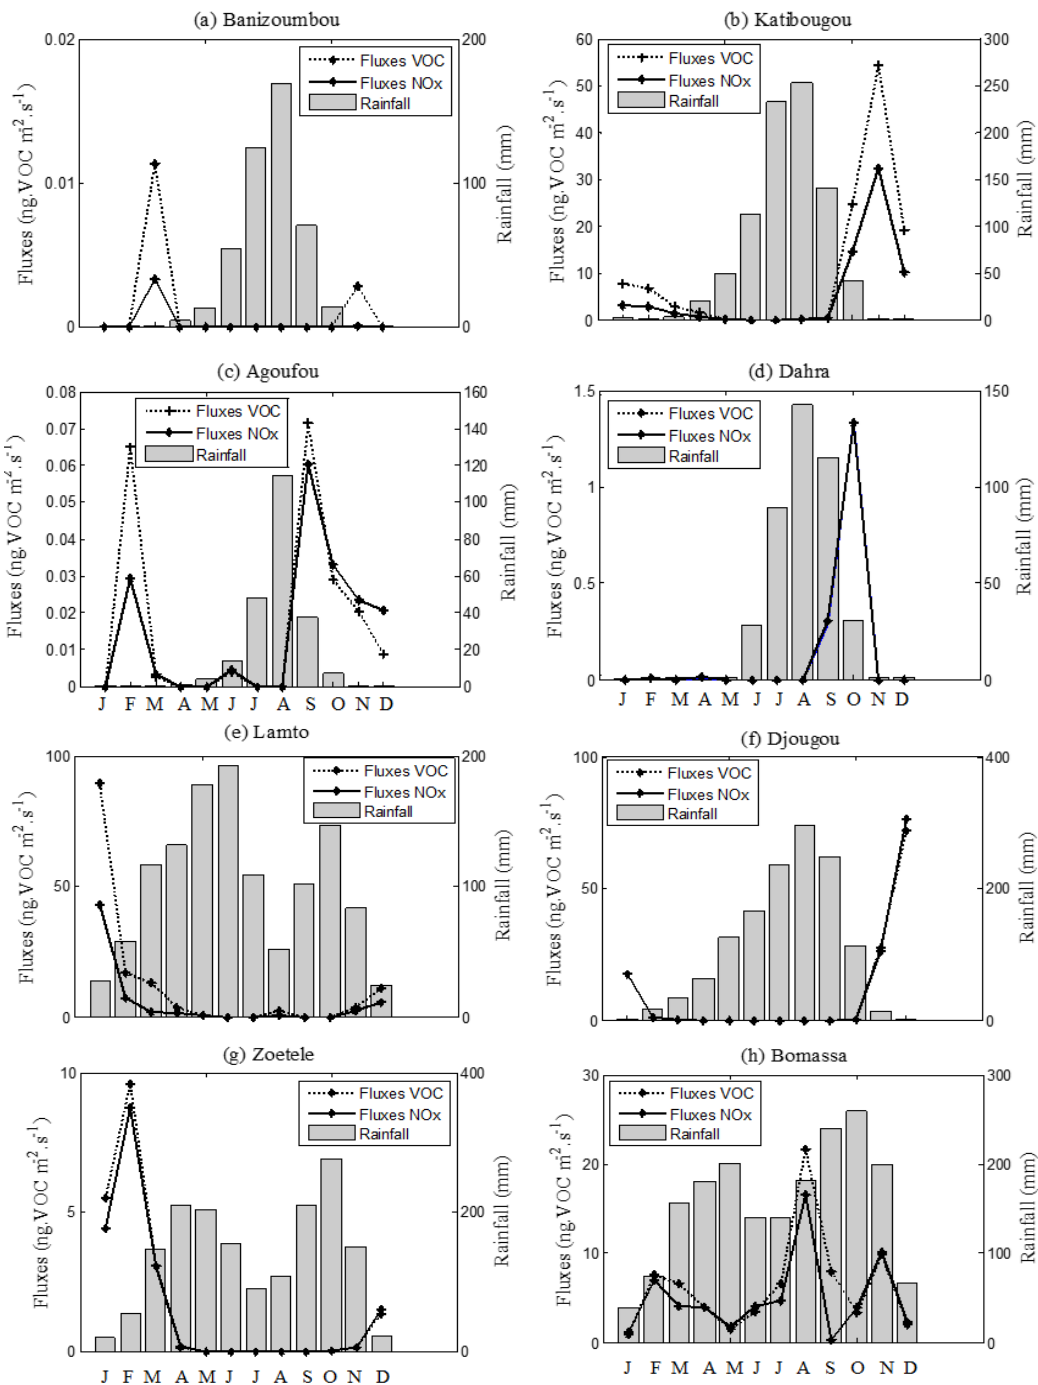 (a) Banizoumbou
Fluxes (ng.VOC m⁻².s⁻¹)
0.02
0.01
0
200
100
0
Rainfall (mm)
Fluxes VOC
Fluxes NOx
Rainfall
(b) Katibougou
Fluxes (ng.VOC m⁻².s⁻¹)
60
50
40
30
20
10
0
300
250
200
150
100
50
0
Rainfall (mm)
Fluxes VOC
Fluxes NOx
Rainfall
(c) Agoufou
Fluxes (ng.VOC m⁻².s⁻¹)
0.08
0.07
0.06
0.05
0.04
0.03
0.02
0.01
0
160
140
120
100
80
60
40
20
0
Rainfall (mm)
Fluxes VOC
Fluxes NOx
Rainfall
J F M A M J J A S O N D
(d) Dahra
Fluxes (ng.VOC m⁻².s⁻¹)
1.5
1
0.5
0
150
100
50
0
Rainfall (mm)
Fluxes VOC
Fluxes NOx
Rainfall
J F M A M J J A S O N D
(e) Lamto
Fluxes (ng.VOC m⁻².s⁻¹)
100
50
0
200
100
0
Rainfall (mm)
Fluxes VOC
Fluxes NOx
Rainfall
(f) Djougou
Fluxes (ng.VOC m⁻².s⁻¹)
100
50
0
400
200
0
Rainfall (mm)
Fluxes VOC
Fluxes NOx
Rainfall
(g) Zoetele
Fluxes (ng.VOC m⁻².s⁻¹)
10
5
0
400
200
0
Rainfall (mm)
Fluxes VOC
Fluxes NOx
Rainfall
J F M A M J J A S O N D
(h) Bomassa
Fluxes (ng.VOC m⁻².s⁻¹)
30
20
10
0
300
200
100
0
Rainfall (mm)
Fluxes VOC
Fluxes NOx
Rainfall
J F M A M J J A S O N D